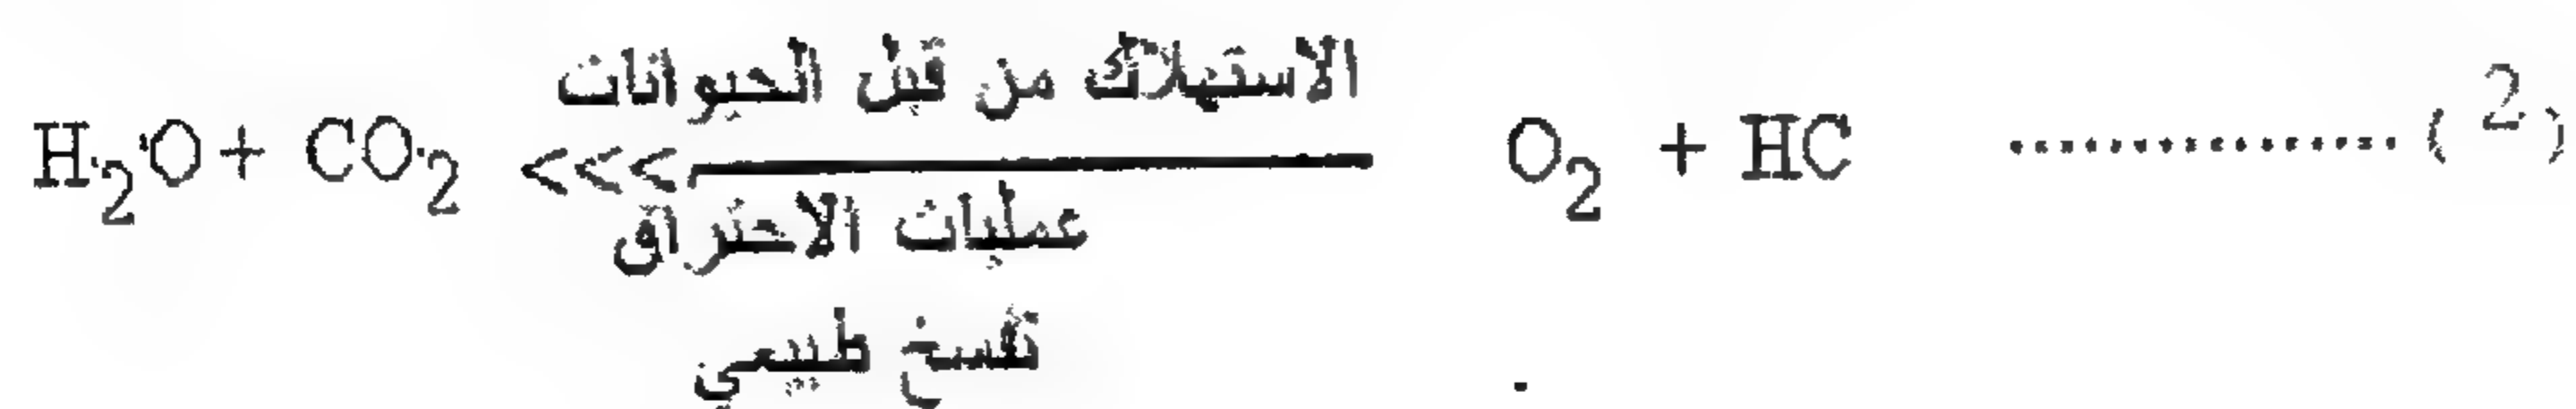 الاستهلاك من قبل الحيوانات
H₂O + CO₂ <<< O₂ + HC ................ (2)
عمليات الاحتراق
تفسخ طبيعي